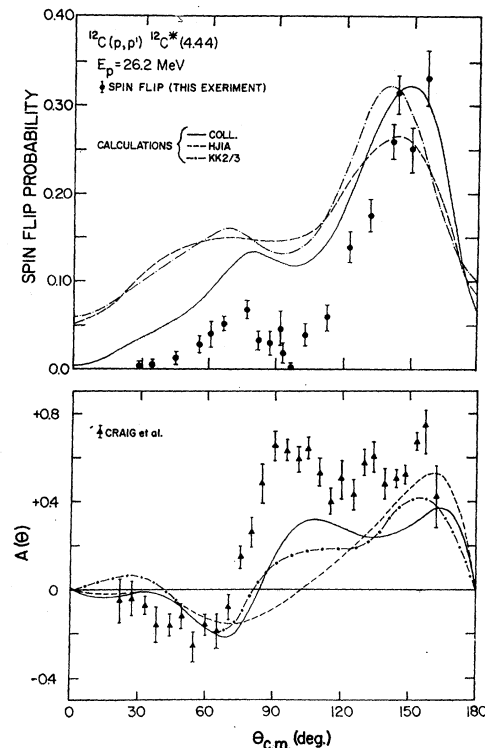 0.40
¹²C(p,p') ¹²C*(4.44)
Eₚ=26.2 MeV
SPIN FLIP (THIS EXERIMENT)
0.30
CALCULATIONS
COLL.
HJIA
KK2/3
SPIN FLIP PROBABILITY
0.20
0.10
0.0
+0.8
CRAIG et al.
+0.4
A(θ)
0
-0.4
0 30 60 90 120 150 180
θc.m.(deg.)